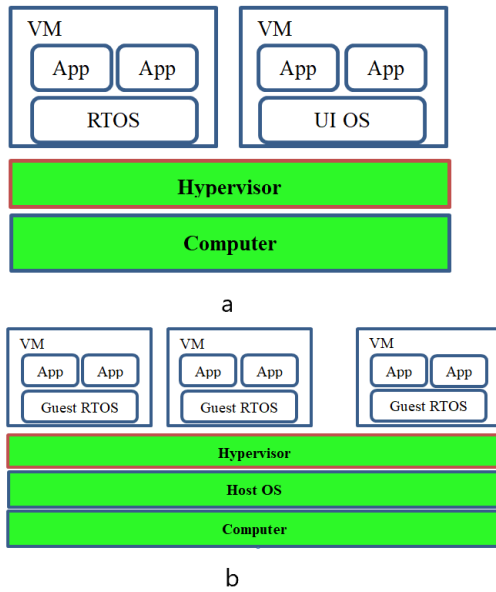 VM VM
App App App App
RTOS UI OS
Hypervisor
Computer
a
VM VM VM
App App App App App App
Guest RTOS Guest RTOS Guest RTOS
Hypervisor
Host OS
Computer
b